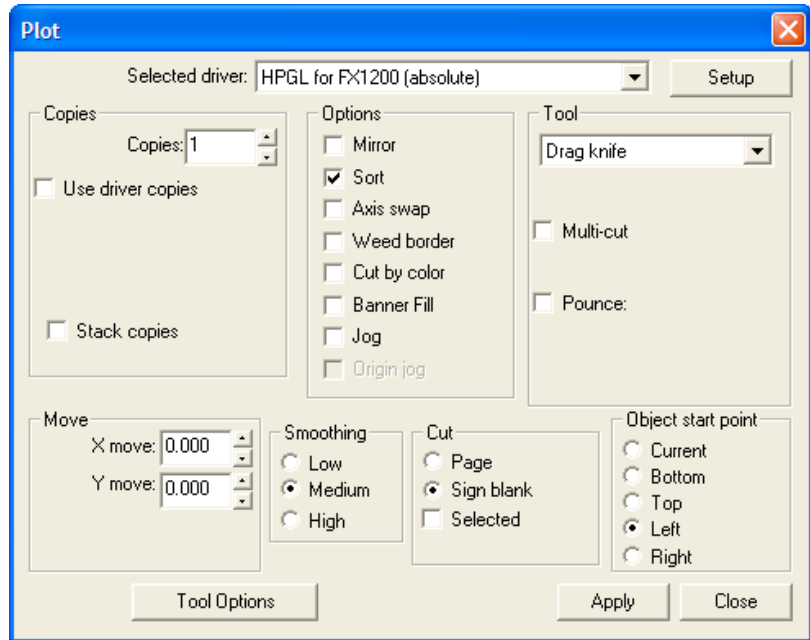 Plot
Selected driver: HPGL for FX1200 (absolute) Setup
Copies
Copies: 1
Use driver copies
Stack copies
Options
Mirror
Sort
Axis swap
Weed border
Cut by color
Banner Fill
Jog
Origin jog
Tool
Drag knife
Multi-cut
Pounce:
Move
X move: 0.000
Y move: 0.000
Smoothing
Low
Medium
High
Cut
Page
Sign blank
Selected
Object start point
Current
Bottom
Top
Left
Right
Tool Options Apply Close